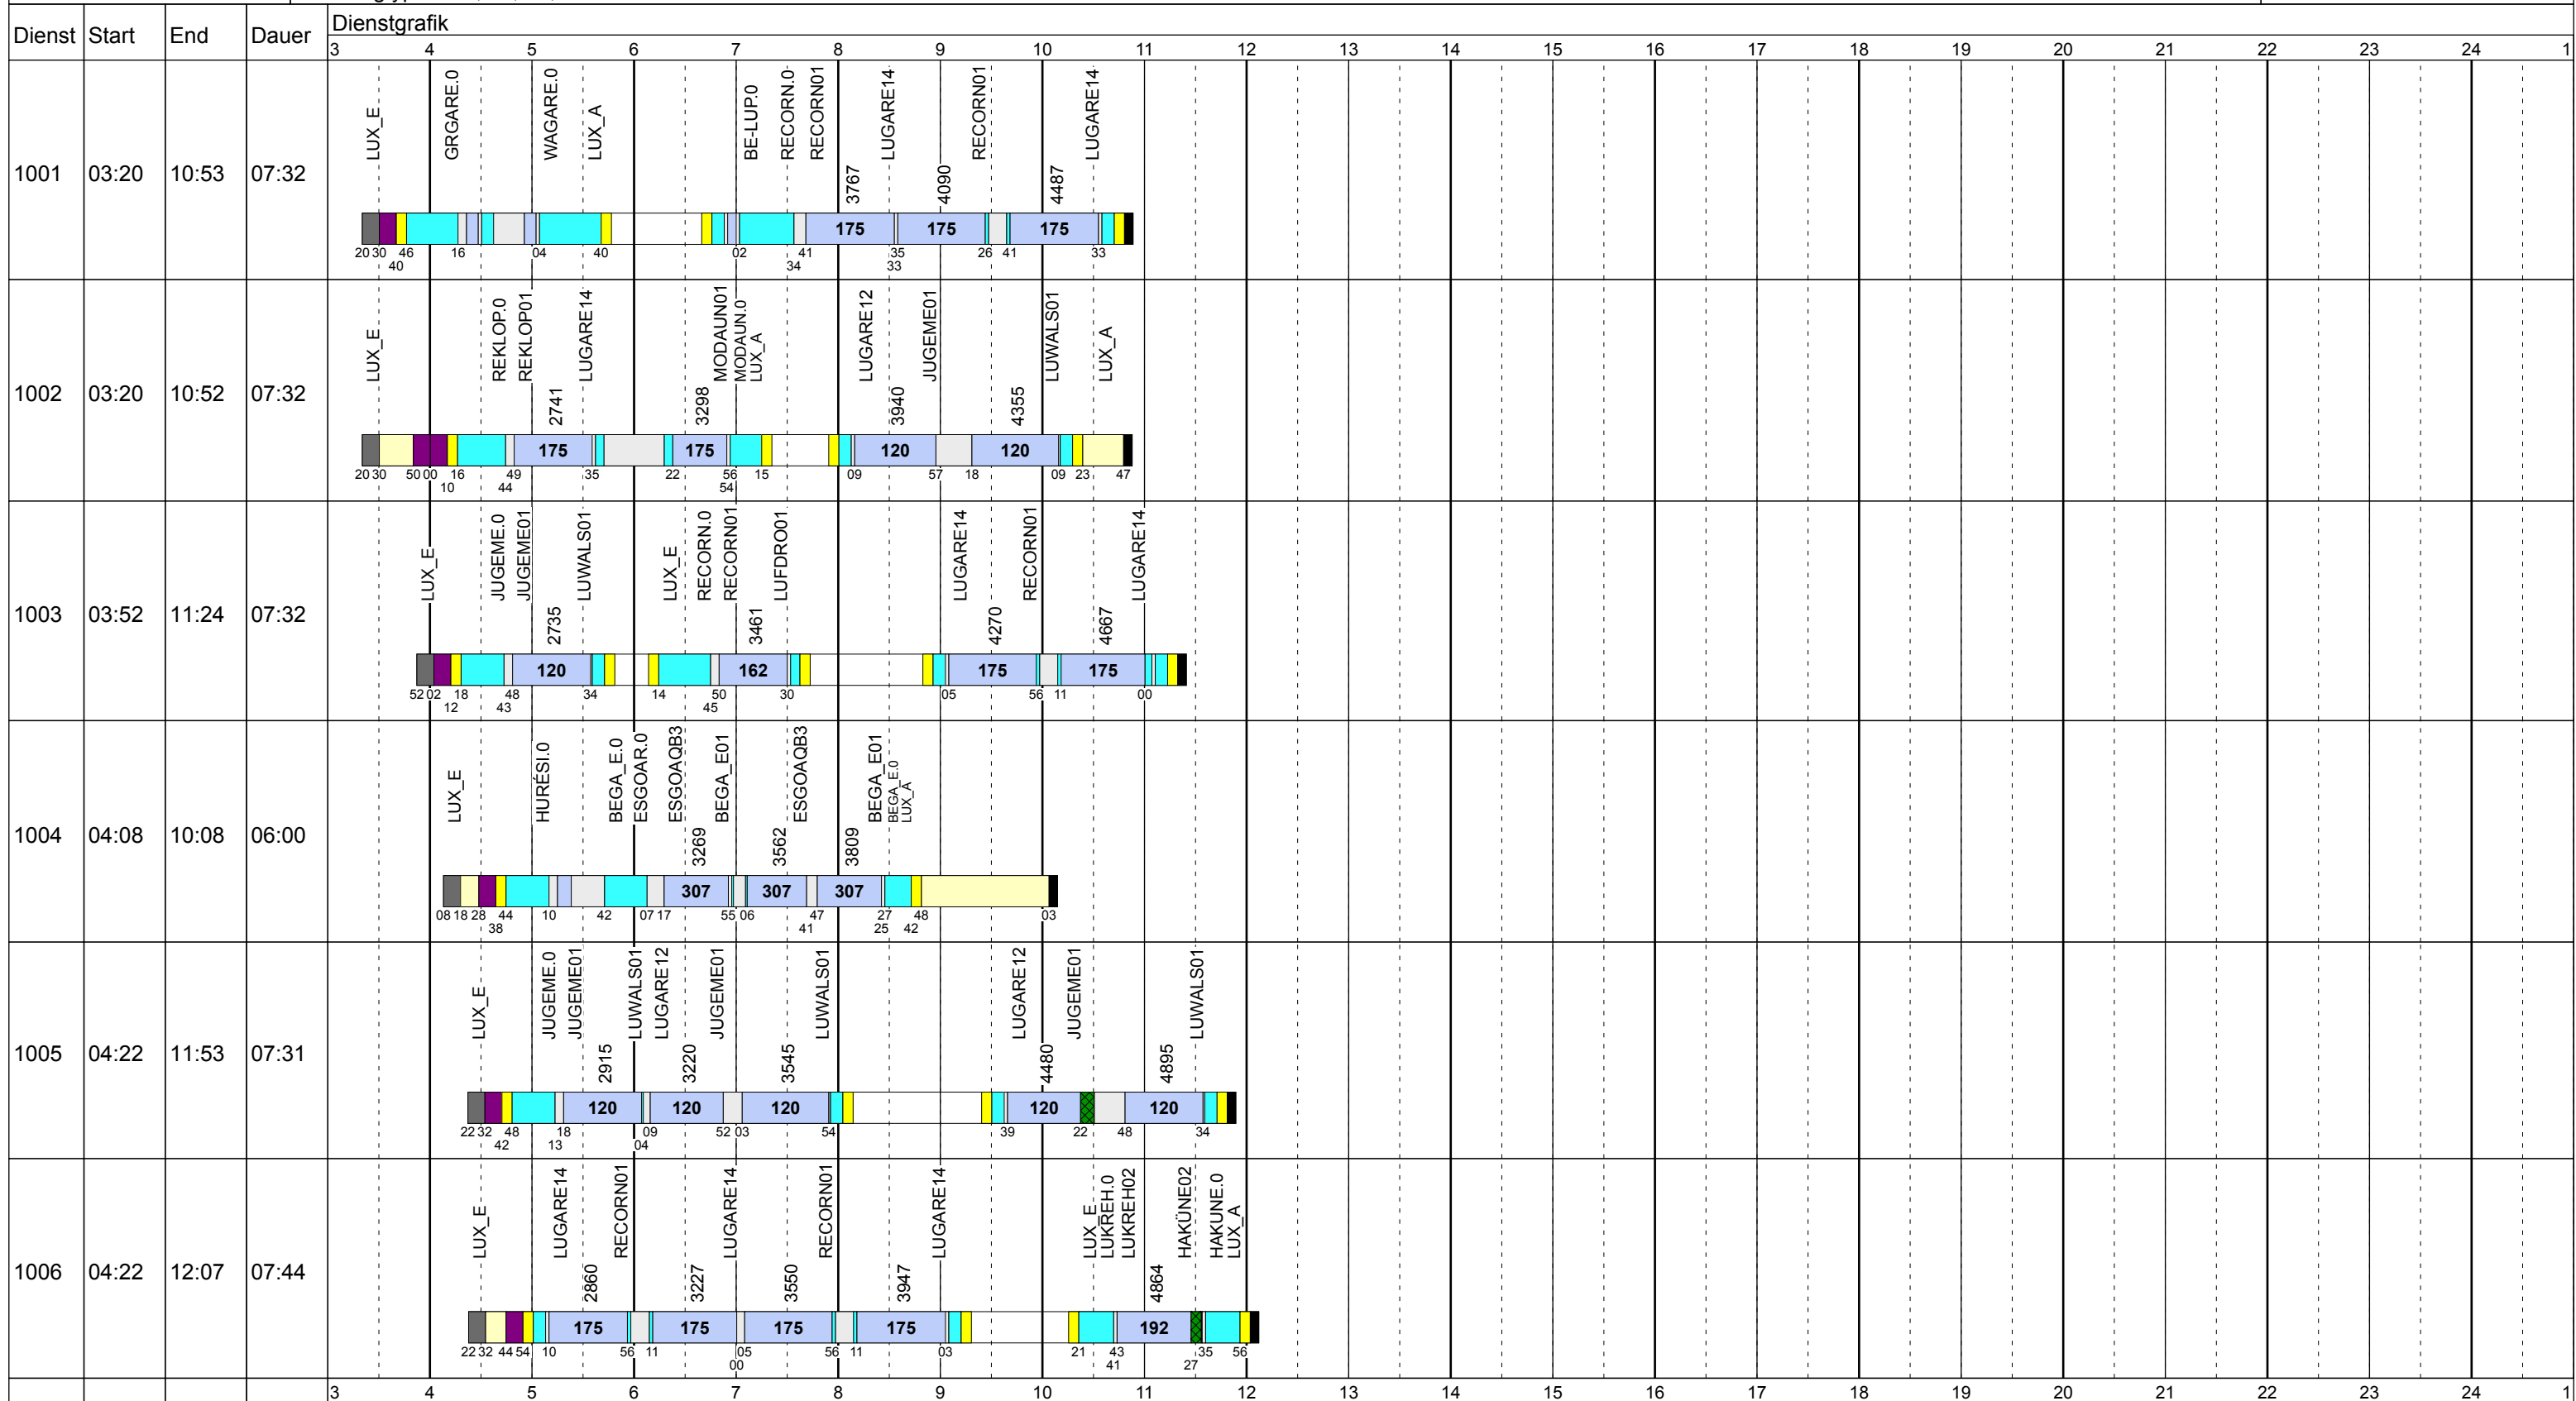 Dienst Start End Dauer Dienstgrafik
3 4 5 6 7 8 9 10 11 12 13 14 15 16 17 18 19 20 21 22 23 24 1
1001 03:20 10:53 07:32
LUX_E GRGARE.0 WAGARE.0 LUX_A BE-LUP.0 RECORN.0 RECORN01 LUGARE14 RECORN01 LUGARE14
3767 4090 4487
175 175 175
20 30 46 16 04 40 02 41 35 26 41 33
40 34 33
1002 03:20 10:52 07:32
LUX_E REKLOP.0 REKLOP01 LUGARE14 MODAUN01 MODAUN.0 LUX_A LUGARE12 JUGEME01 LUWALS01 LUX_A
2741 3298 3940 4355
175 175 120 120
20 30 50 00 16 49 35 22 56 15 09 57 18 09 23 47
10 44 54
1003 03:52 11:24 07:32
LUX_E JUGEME.0 JUGEME01 LUWALS01 LUX_E RECORN.0 RECORN01 LUFDRO01 LUGARE14 RECORN01 LUGARE14
2735 3461 4270 4667
120 162 175 175
52 02 18 48 34 14 50 30 05 56 11 00
12 43 45
1004 04:08 10:08 06:00
LUX_E HURÉSI.0 BEGA_E.0 ESGOAR.0 ESGOAQB3 BEGA_E01 ESGOAQB3 BEGA_E01 BEGA_E.0 LUX_A
3269 3562 3809
307 307 307
08 18 28 44 10 42 07 17 55 06 47 27 48 03
38 41 25 42
1005 04:22 11:53 07:31
LUX_E JUGEME.0 JUGEME01 LUWALS01 LUGARE12 JUGEME01 LUWALS01 LUGARE12 JUGEME01 LUWALS01
2915 3220 3545 4480 4895
120 120 120 120 120
22 32 48 18 09 52 03 54 39 22 48 34
42 13 04
1006 04:22 12:07 07:44
LUX_E LUGARE14 RECORN01 LUGARE14 RECORN01 LUGARE14 LUX_E LUKREH.0 LUKREH02 HAKÜNE02 HAKUNE.0 LUX_A
2860 3227 3550 3947 4864
175 175 175 175 192
22 32 44 54 10 56 11 05 56 11 03 21 43 35 56
00 41 27
3 4 5 6 7 8 9 10 11 12 13 14 15 16 17 18 19 20 21 22 23 24 1